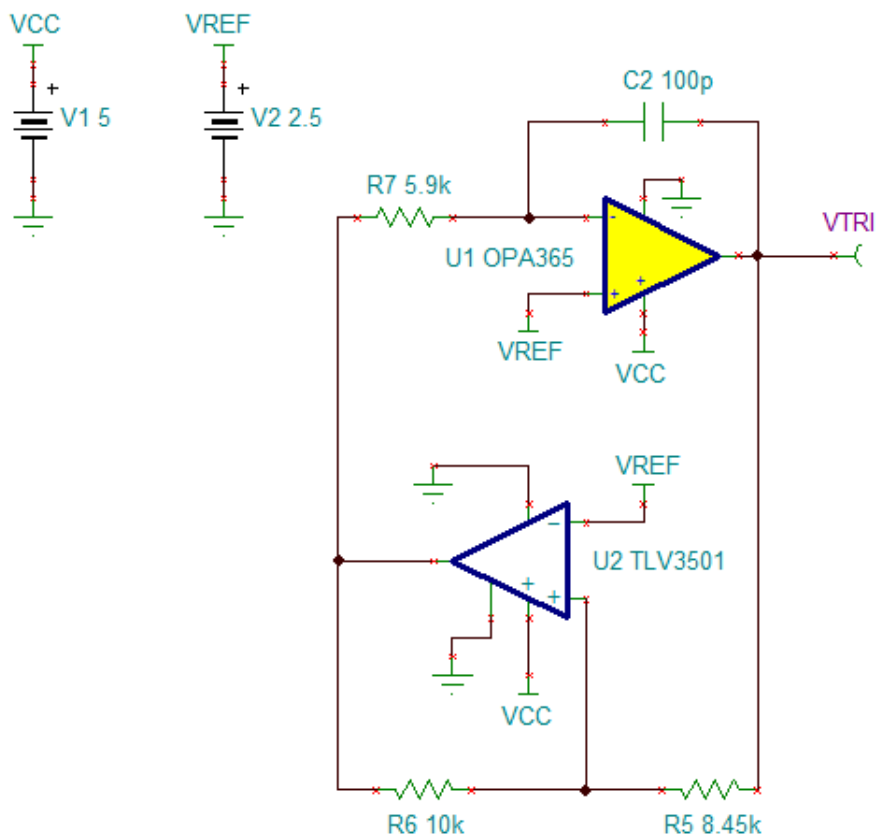 VCC
VREF
V1 5
V2 2.5
C2 100p
R7 5.9k
-
U1 OPA365
+
+
VTRI
VREF
VCC
VREF
−
U2 TLV3501
+
+
VCC
R6 10k
R5 8.45k
+
+